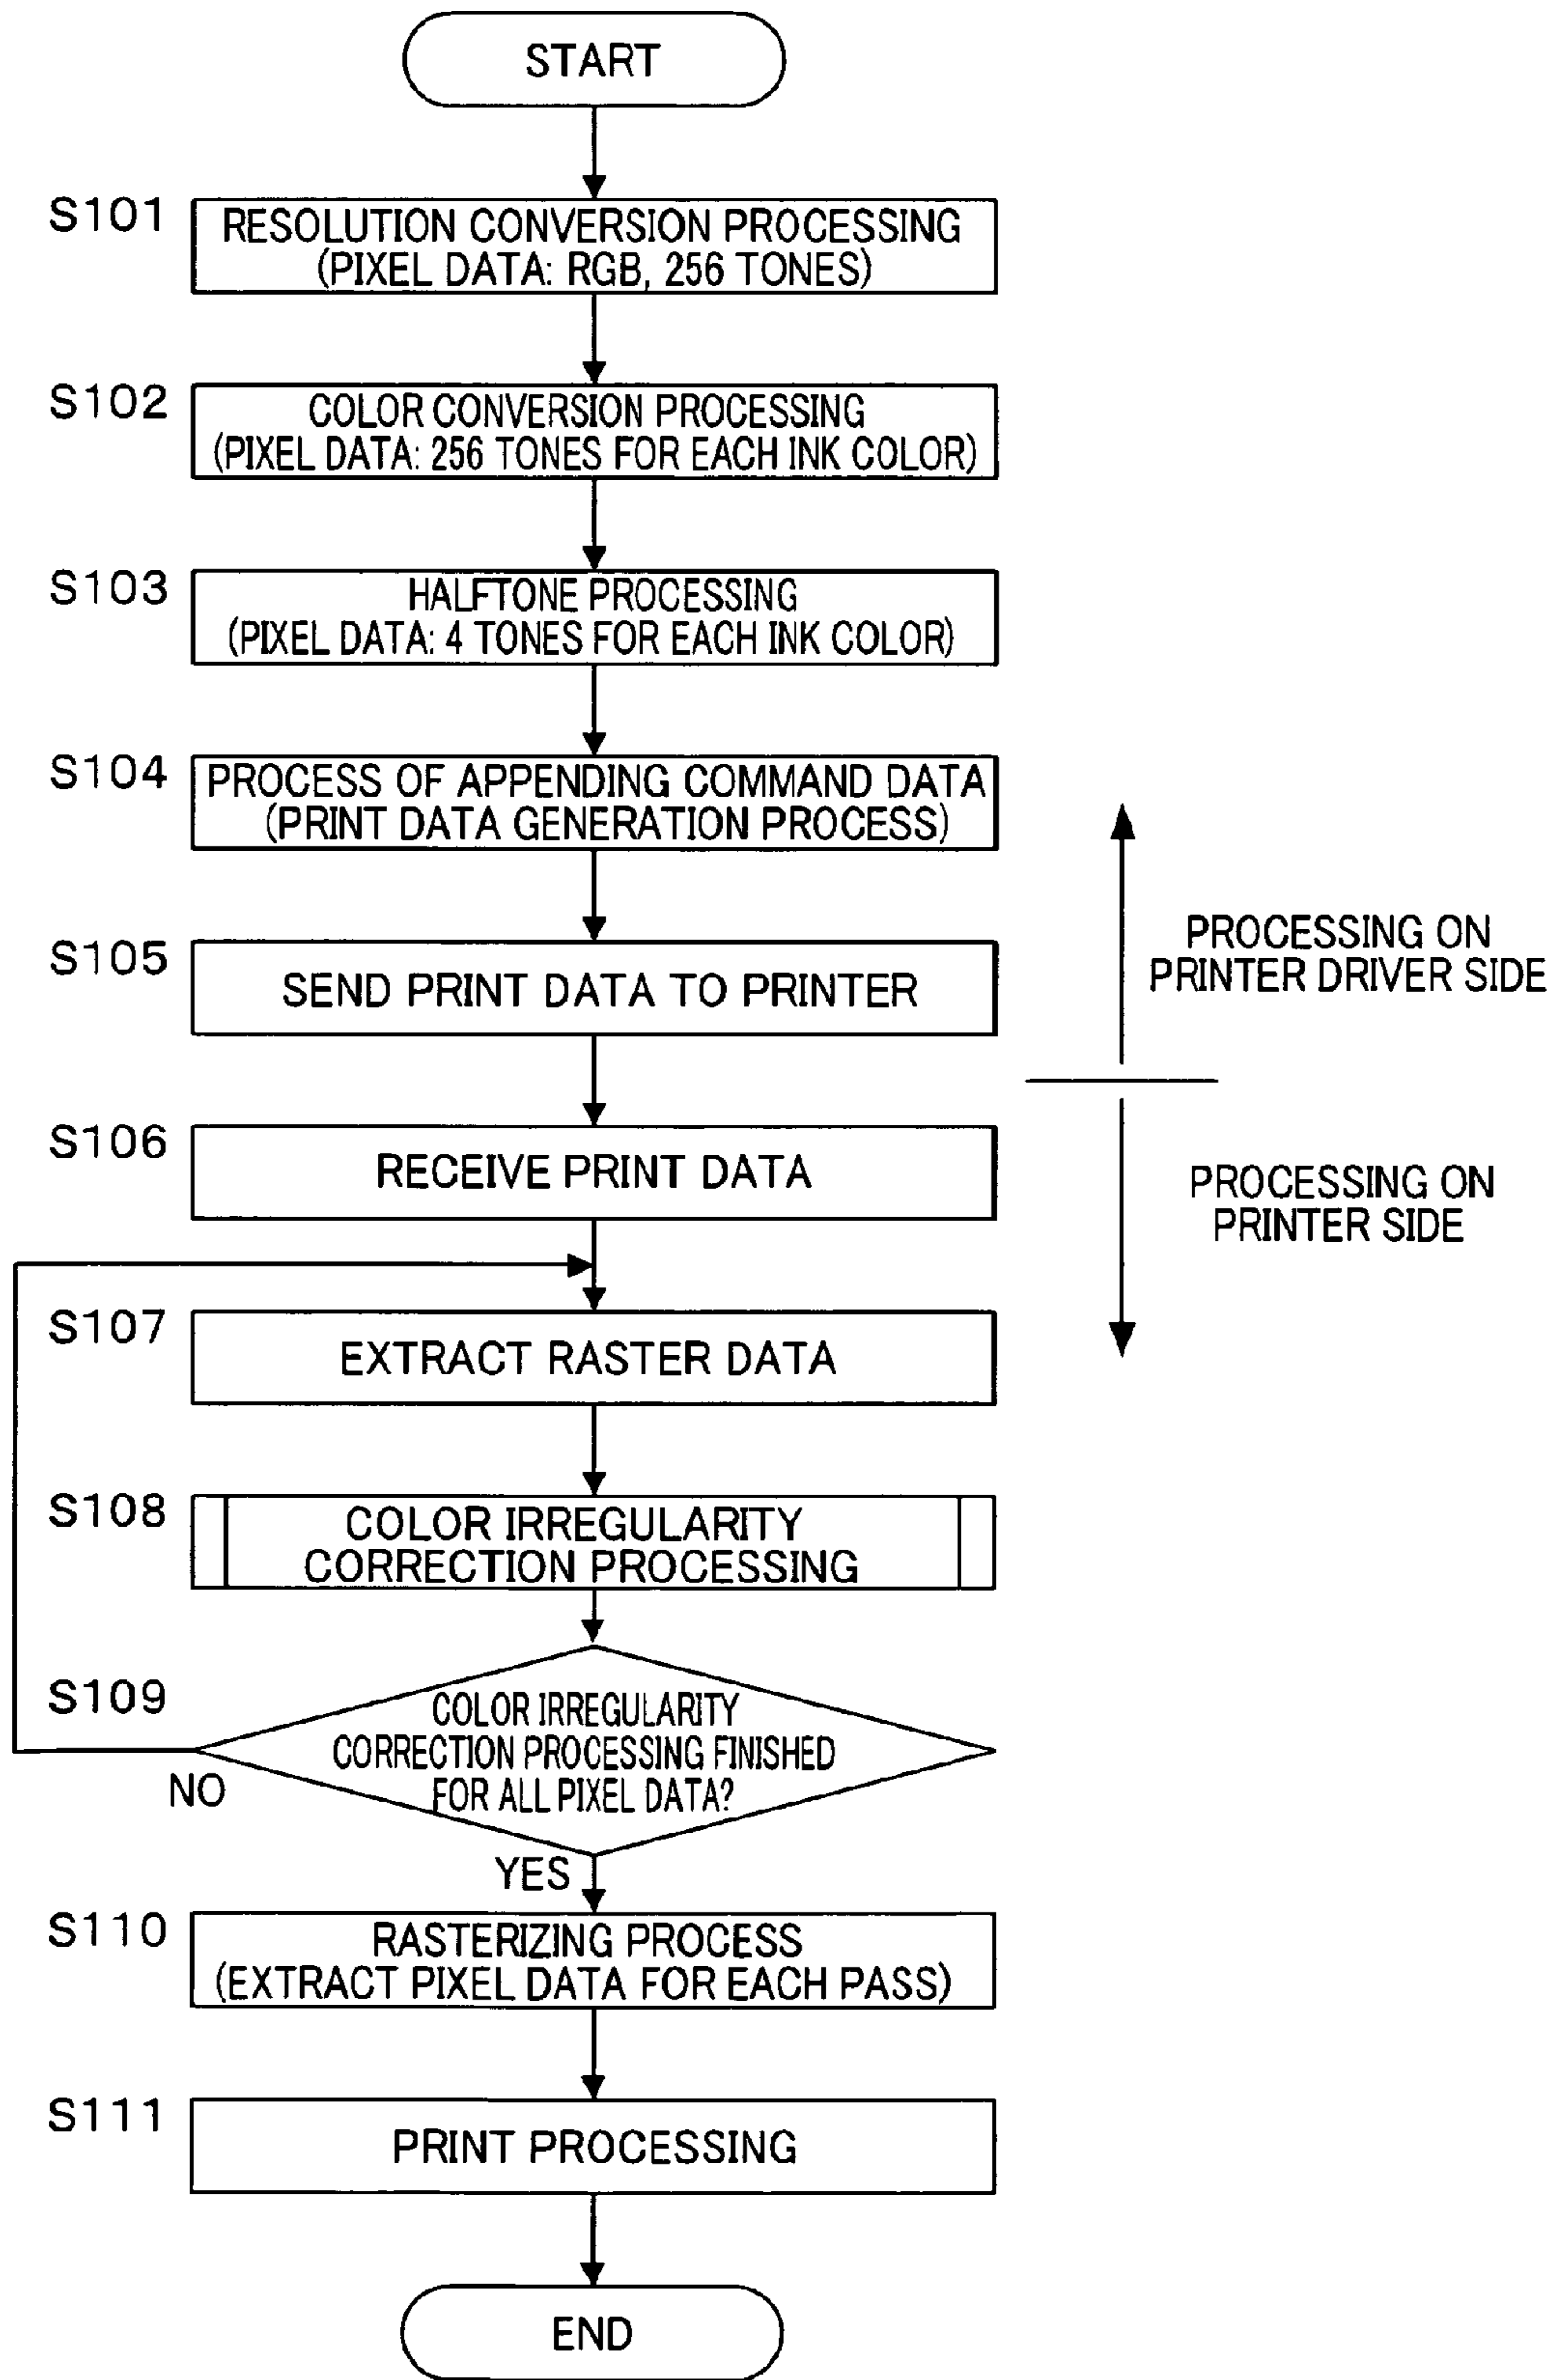 START
S101
RESOLUTION CONVERSION PROCESSING
(PIXEL DATA: RGB, 256 TONES)
S102
COLOR CONVERSION PROCESSING
(PIXEL DATA: 256 TONES FOR EACH INK COLOR)
S103
HALFTONE PROCESSING
(PIXEL DATA: 4 TONES FOR EACH INK COLOR)
S104
PROCESS OF APPENDING COMMAND DATA
(PRINT DATA GENERATION PROCESS)
PROCESSING ON
PRINTER DRIVER SIDE
S105
SEND PRINT DATA TO PRINTER
S106
RECEIVE PRINT DATA
PROCESSING ON
PRINTER SIDE
S107
EXTRACT RASTER DATA
S108
COLOR IRREGULARITY
CORRECTION PROCESSING
S109
COLOR IRREGULARITY
CORRECTION PROCESSING FINISHED
FOR ALL PIXEL DATA?
NO
YES
S110
RASTERIZING PROCESS
(EXTRACT PIXEL DATA FOR EACH PASS)
S111
PRINT PROCESSING
END